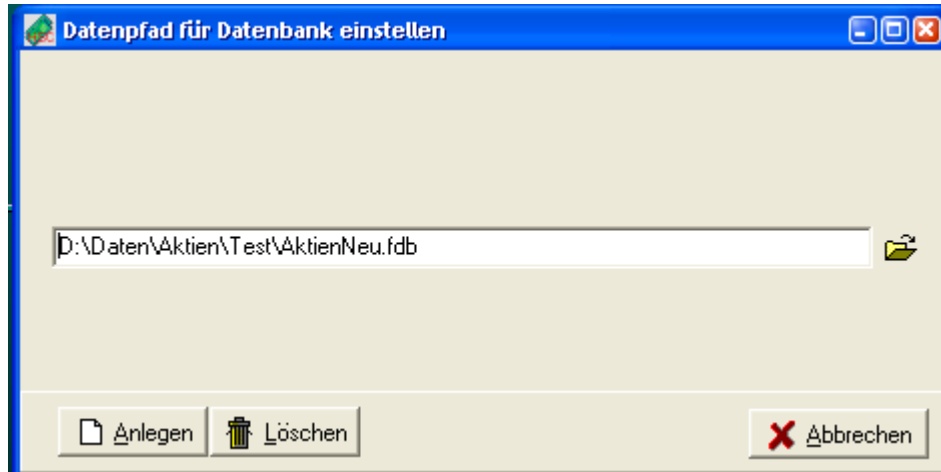 Datenpfad für Datenbank einstellen
D:\Daten\Aktien\Test\AktienNeu.fdb
Anlegen Löschen Abbrechen